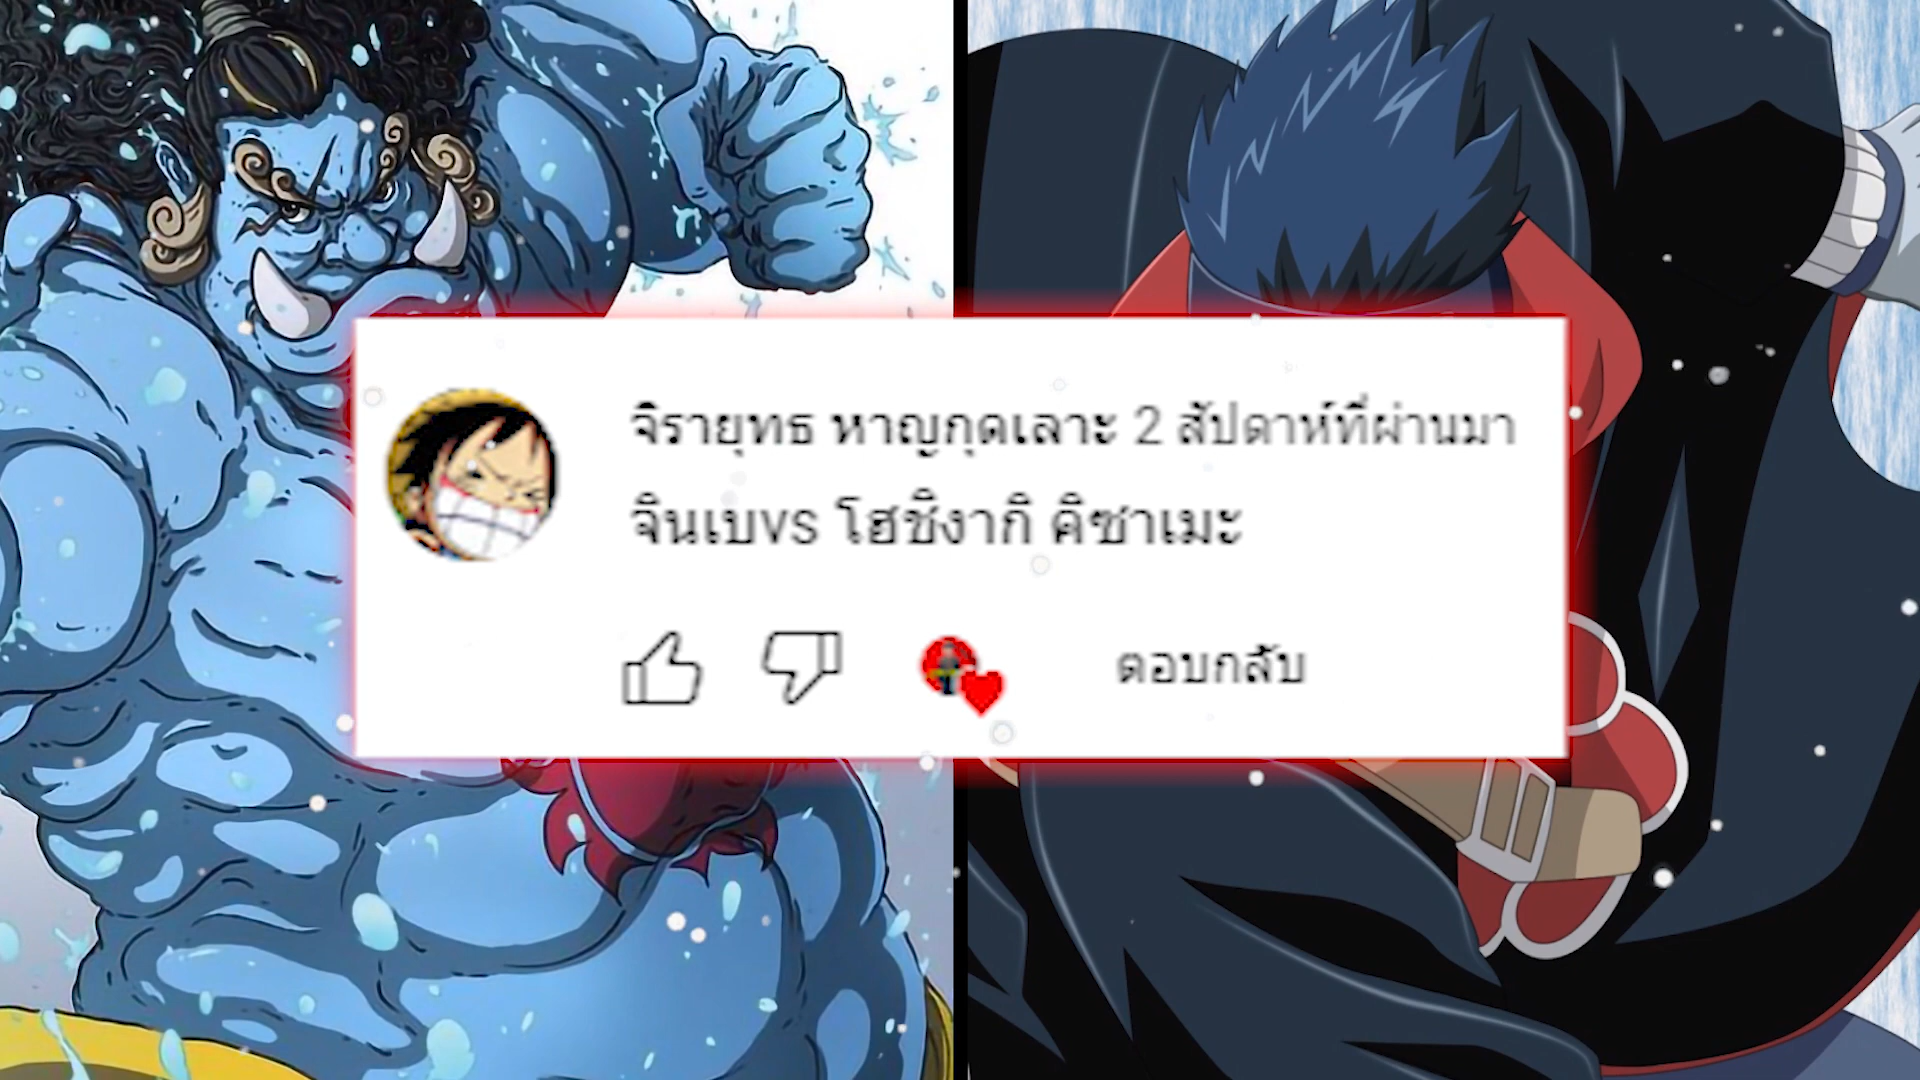 จิรายุทธ หาญกุดเลาะ 2 สัปดาห์ที่ผ่านมา
จินเบvs โฮชิงากิ คิซาเมะ
ตอบกลับ